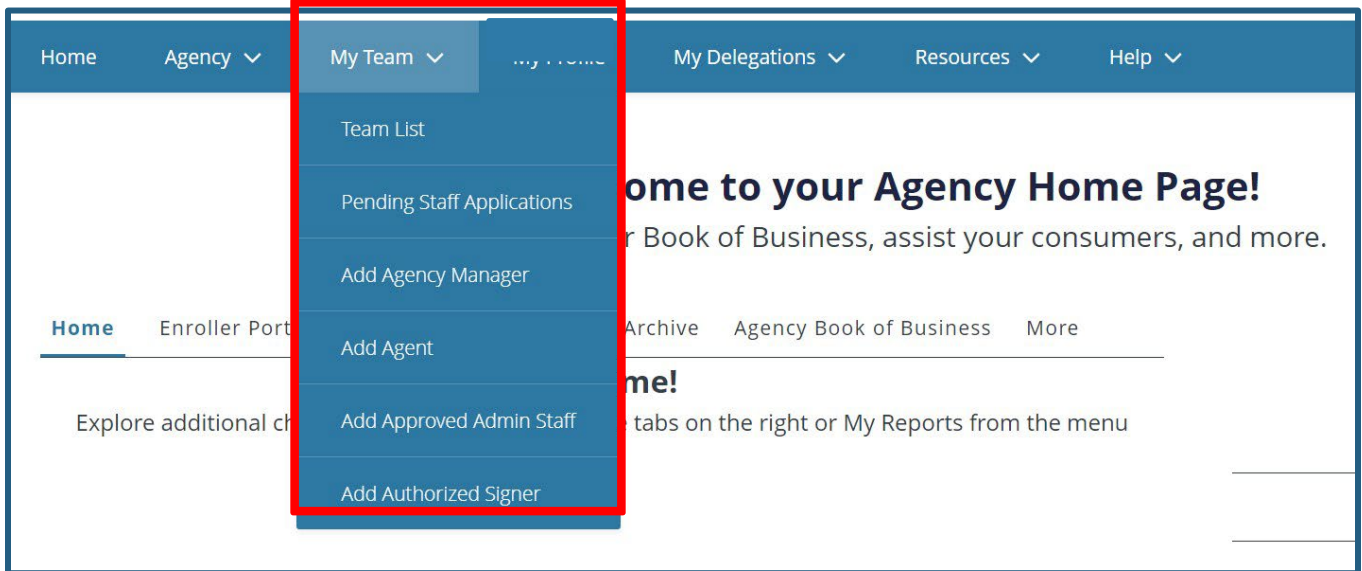 Home Agency My Team My Profile My Delegations Resources Help
Team List
Pending Staff Applications
Add Agency Manager
Add Agent
Add Approved Admin Staff
Add Authorized Signer
ome to your Agency Home Page!
r Book of Business, assist your consumers, and more.
Home Enroller Port Archive Agency Book of Business More
me!
Explore additional ch tabs on the right or My Reports from the menu